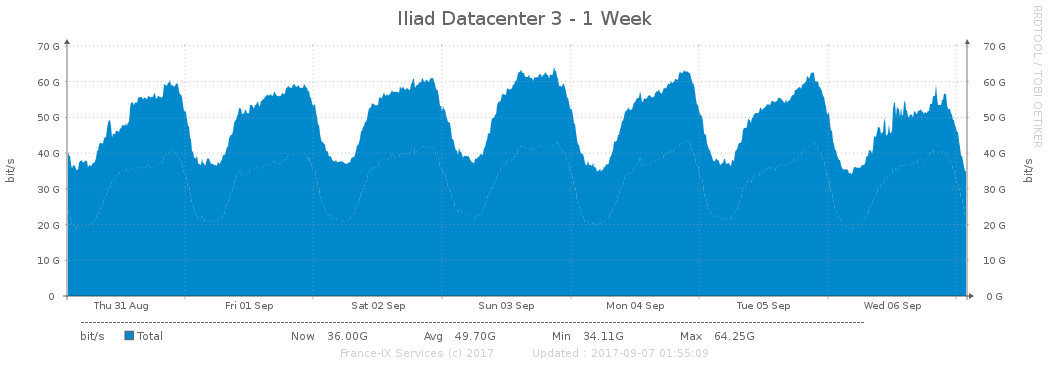 Iliad Datacenter 3 - 1 Week
RRDTOOL / TOBI OETIKER
bit/s
70 G
60 G
50 G
40 G
30 G
20 G
10 G
0
70 G
60 G
50 G
40 G
30 G
20 G
10 G
0 G
bit/s
Thu 31 Aug Fri 01 Sep Sat 02 Sep Sun 03 Sep Mon 04 Sep Tue 05 Sep Wed 06 Sep
bit/s Total Now 36.00G Avg 49.70G Min 34.11G Max 64.25G
France-IX Services (c) 2017 Updated : 2017-09-07 01:55:09